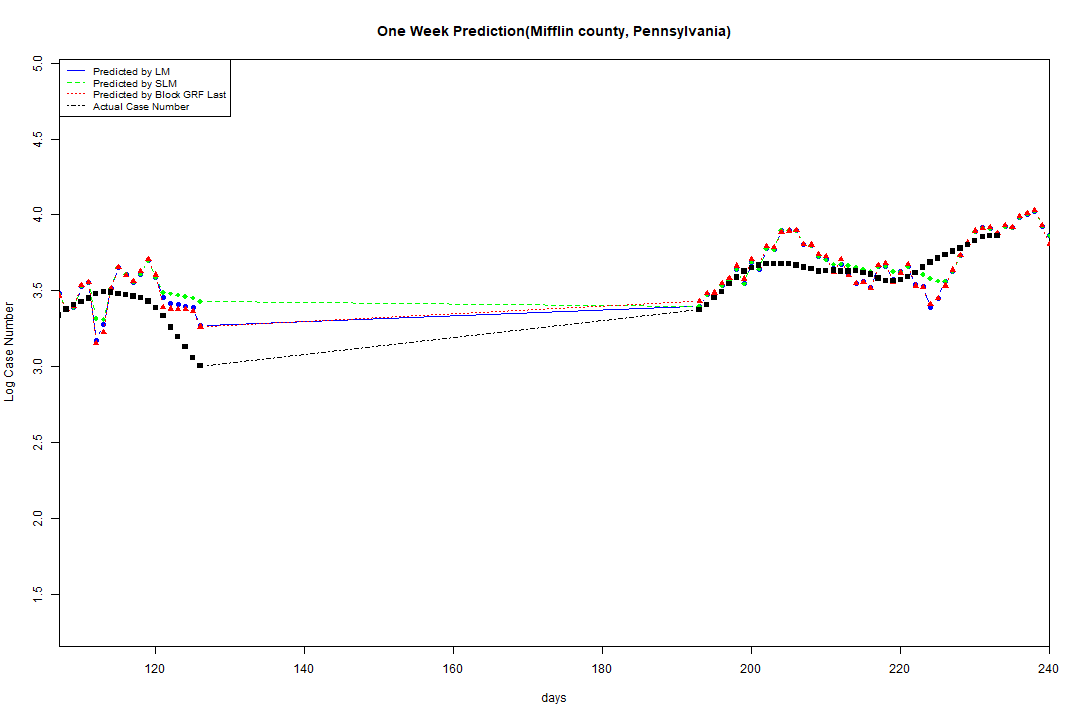 One Week Prediction(Mifflin county, Pennsylvania)
Predicted by LM
Predicted by SLM
Predicted by Block GRF Last
Actual Case Number
5.0
4.5
4.0
3.5
3.0
2.5
2.0
1.5
Log Case Number
120
140
160
180
200
220
240
days